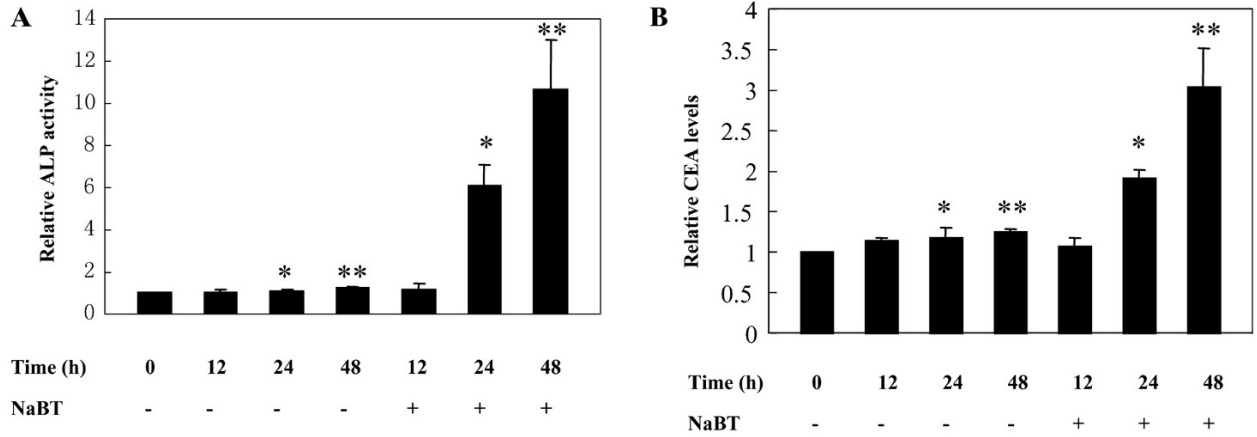 A
Relative ALP activity
14
12
10
8
6
4
2
0
* ** * **
Time (h) 0 12 24 48 12 24 48
NaBT - - - - + + +
B
Relative CEA levels
4
3.5
3
2.5
2
1.5
1
0.5
0
* ** * **
Time (h) 0 12 24 48 12 24 48
NaBT - - - - + + +